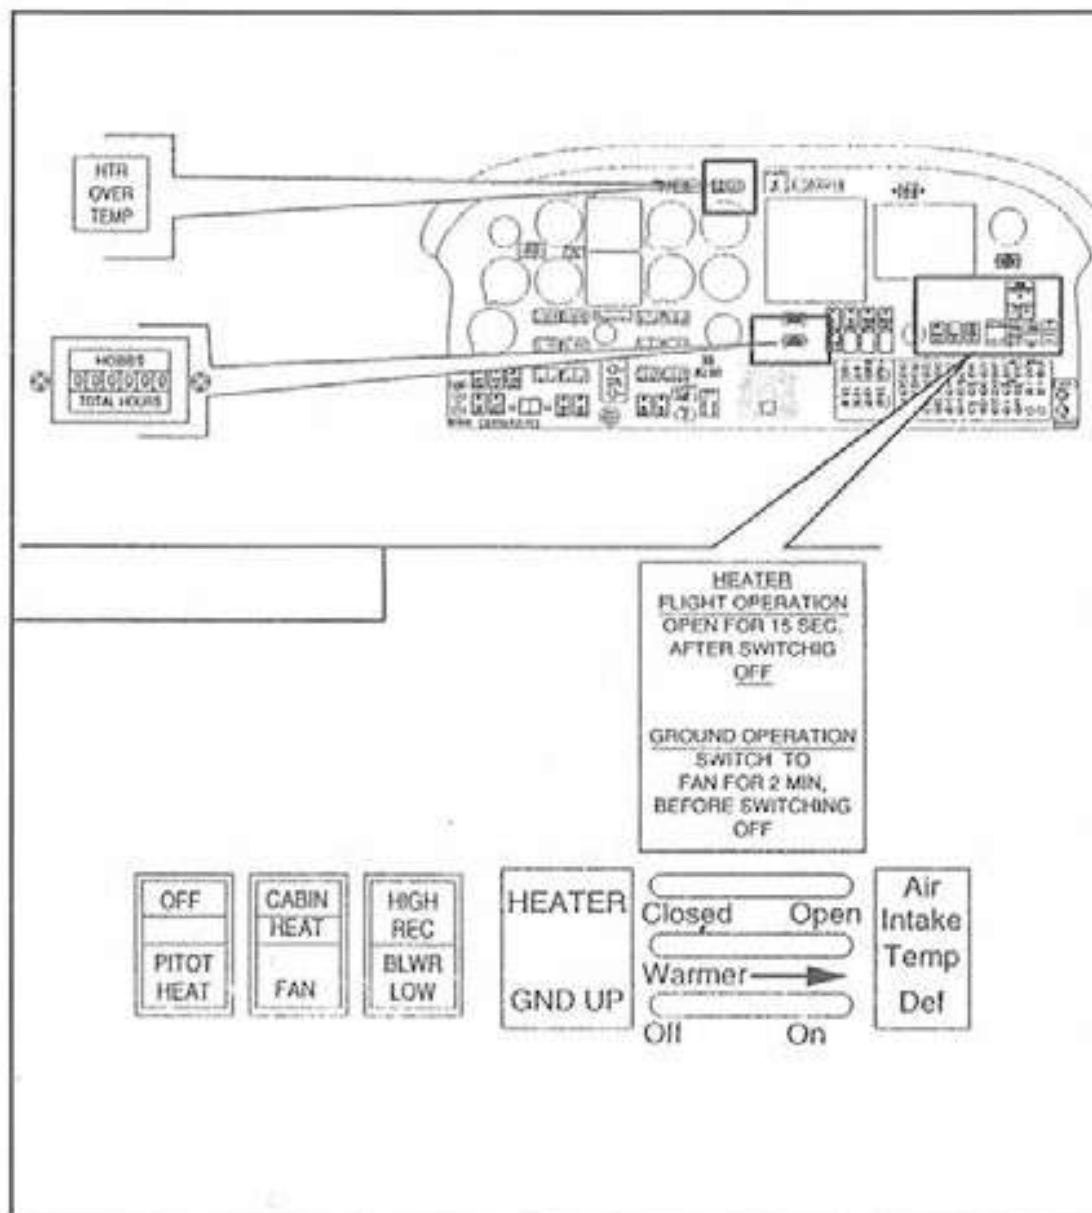 HTR
OVER
TEMP
HOBBS
000000
TOTAL HOURS
HEATER
FLIGHT OPERATION
OPEN FOR 15 SEC.
AFTER SWITCHIG
OFF
GROUND OPERATION
SWITCH TO
FAN FOR 2 MIN,
BEFORE SWITCHING
OFF
OFF
PITOT
HEAT
CABIN
HEAT
FAN
HIGH
REC
BLWR
LOW
HEATER
GND UP
Closed Open
Warmer
Off On
Air
Intake
Temp
Def